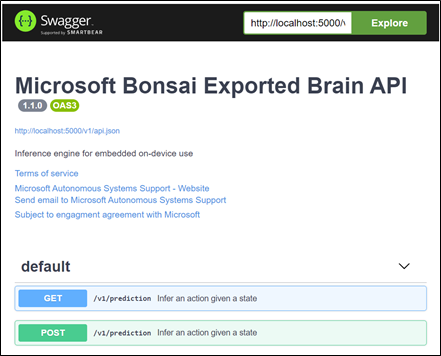 {···} Swagger.
Supported by SMARTBEAR
http://localhost:5000/v
Explore
Microsoft Bonsai Exported Brain API
1.1.0 OAS3
http://localhost:5000/v1/api.json
Inference engine for embedded on-device use
Terms of service
Microsoft Autonomous Systems Support - Website
Send email to Microsoft Autonomous Systems Support
Subject to engagment agreement with Microsoft
default
GET /v1/prediction Infer an action given a state
POST /v1/prediction Infer an action given a state